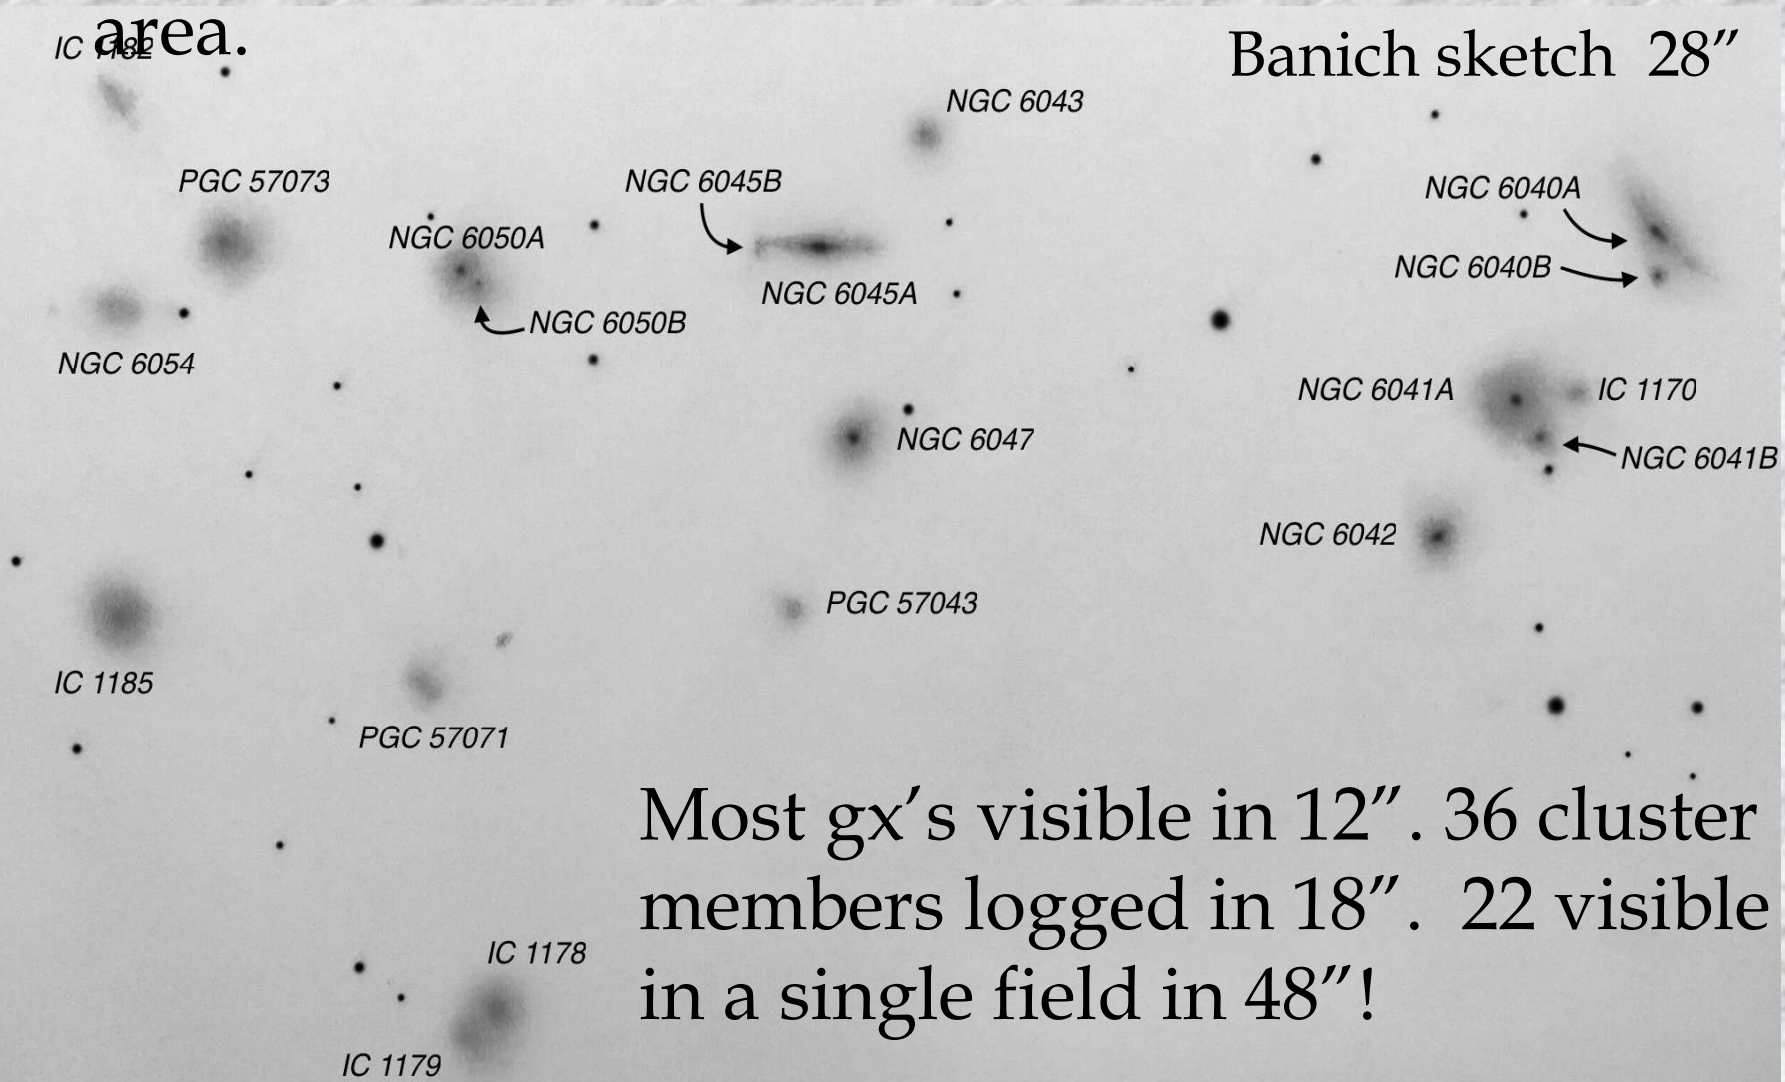 area.
IC 1182
Banich sketch 28”
NGC 6043
PGC 57073
NGC 6045B
NGC 6040A
NGC 6050A
NGC 6040B
NGC 6045A
NGC 6050B
NGC 6054
NGC 6041A
IC 1170
NGC 6047
NGC 6041B
NGC 6042
PGC 57043
IC 1185
PGC 57071
Most gx’s visible in 12”. 36 cluster
members logged in 18”. 22 visible
in a single field in 48”!
IC 1178
IC 1179